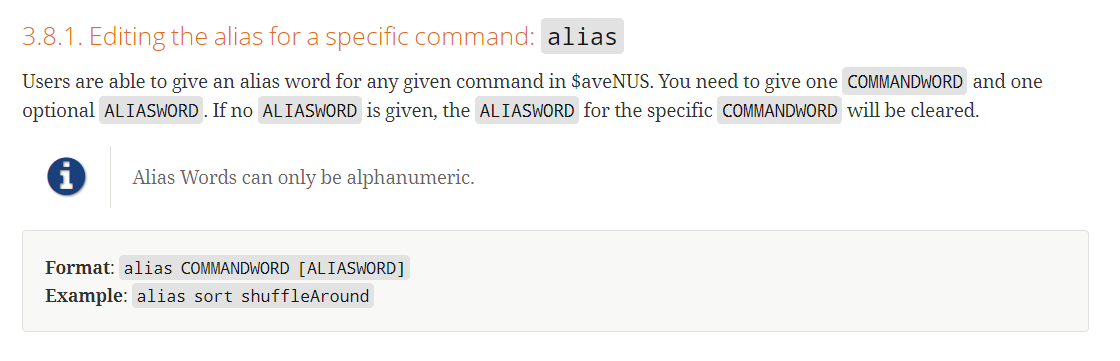 3.8.1. Editing the alias for a specific command: alias
Users are able to give an alias word for any given command in $aveNUS. You need to give one COMMANDWORD and one
optional ALIASWORD. If no ALIASWORD is given, the ALIASWORD for the specific COMMANDWORD will be cleared.
Alias Words can only be alphanumeric.
Format: alias COMMANDWORD [ALIASWORD]
Example: alias sort shuffleAround